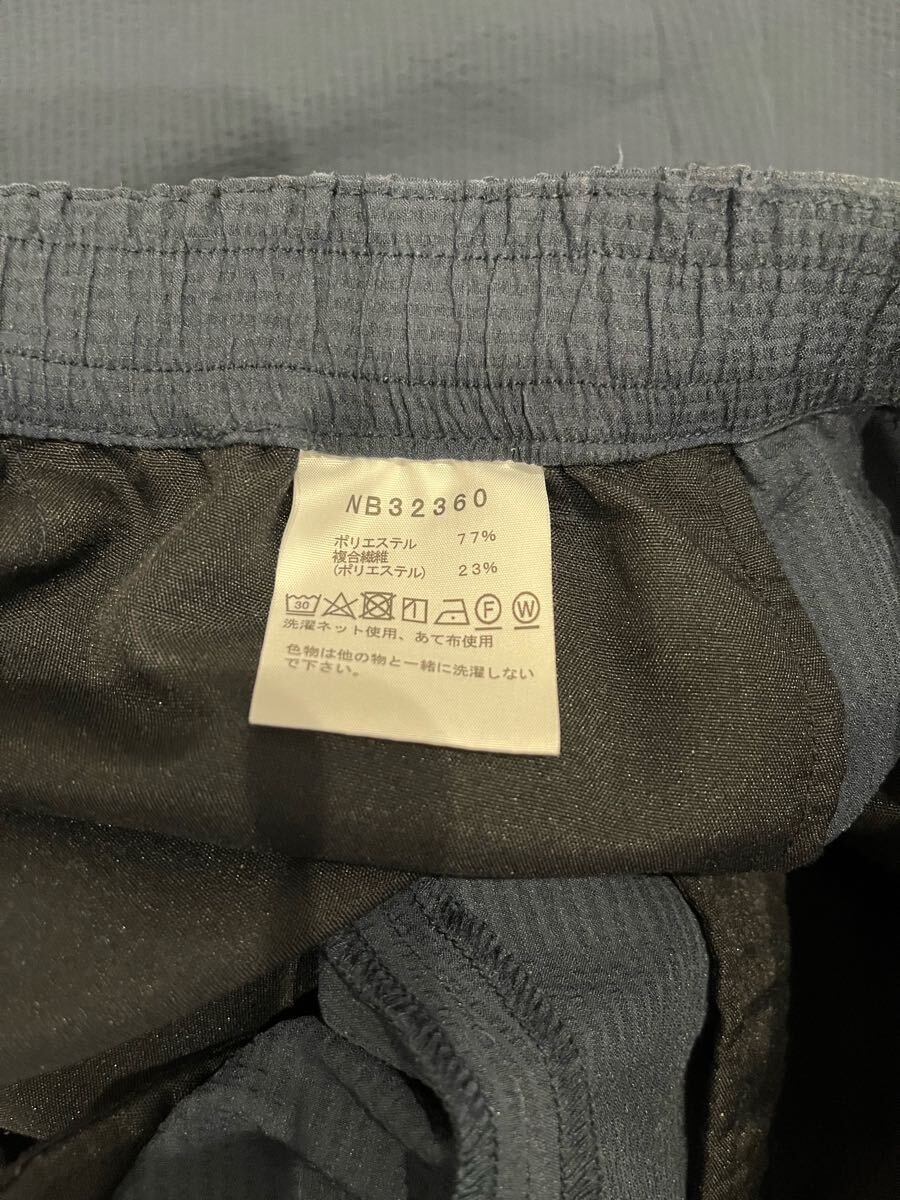 NB32360
ポリエステル 77%
複合繊維
(ポリエステル) 23%
30 F W
洗濯ネット使用、あて布使用
色物は他の物と一緒に洗濯しない
で下さい。